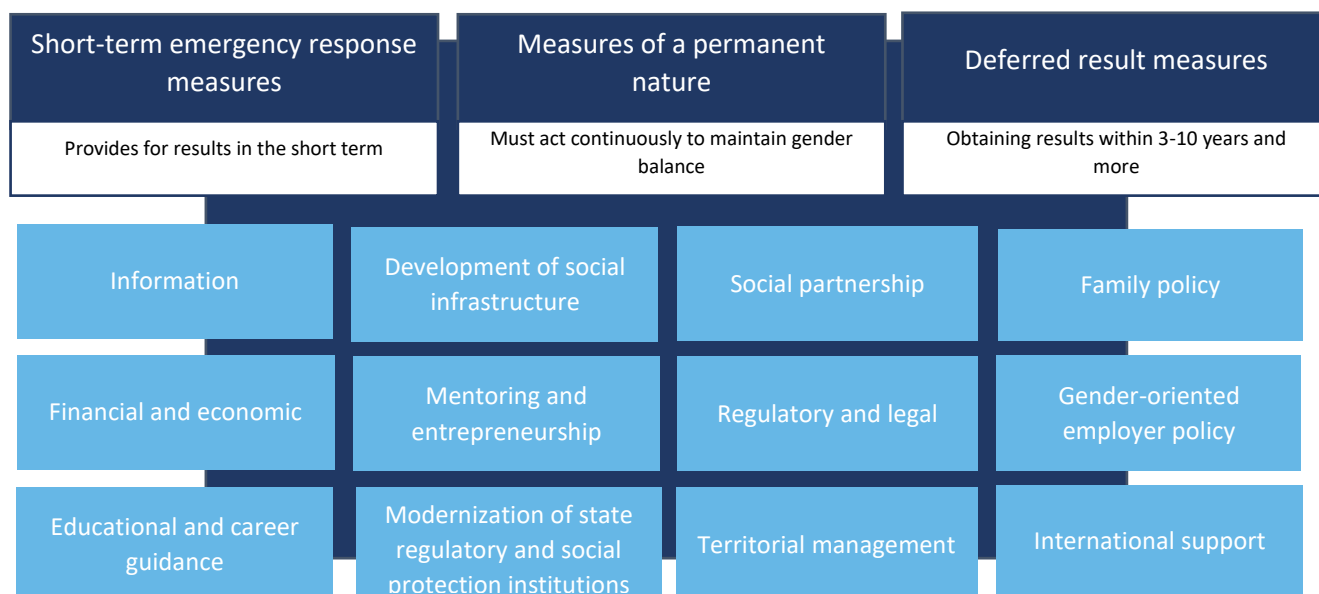 Short-term emergency response
measures
Measures of a permanent
nature
Deferred result measures
Provides for results in the short term
Must act continuously to maintain gender
balance
Obtaining results within 3-10 years and
more
Information
Development of social
infrastructure
Social partnership
Family policy
Financial and economic
Mentoring and
entrepreneurship
Regulatory and legal
Gender-oriented
employer policy
Educational and career
guidance
Modernization of state
regulatory and social
protection institutions
Territorial management
International support